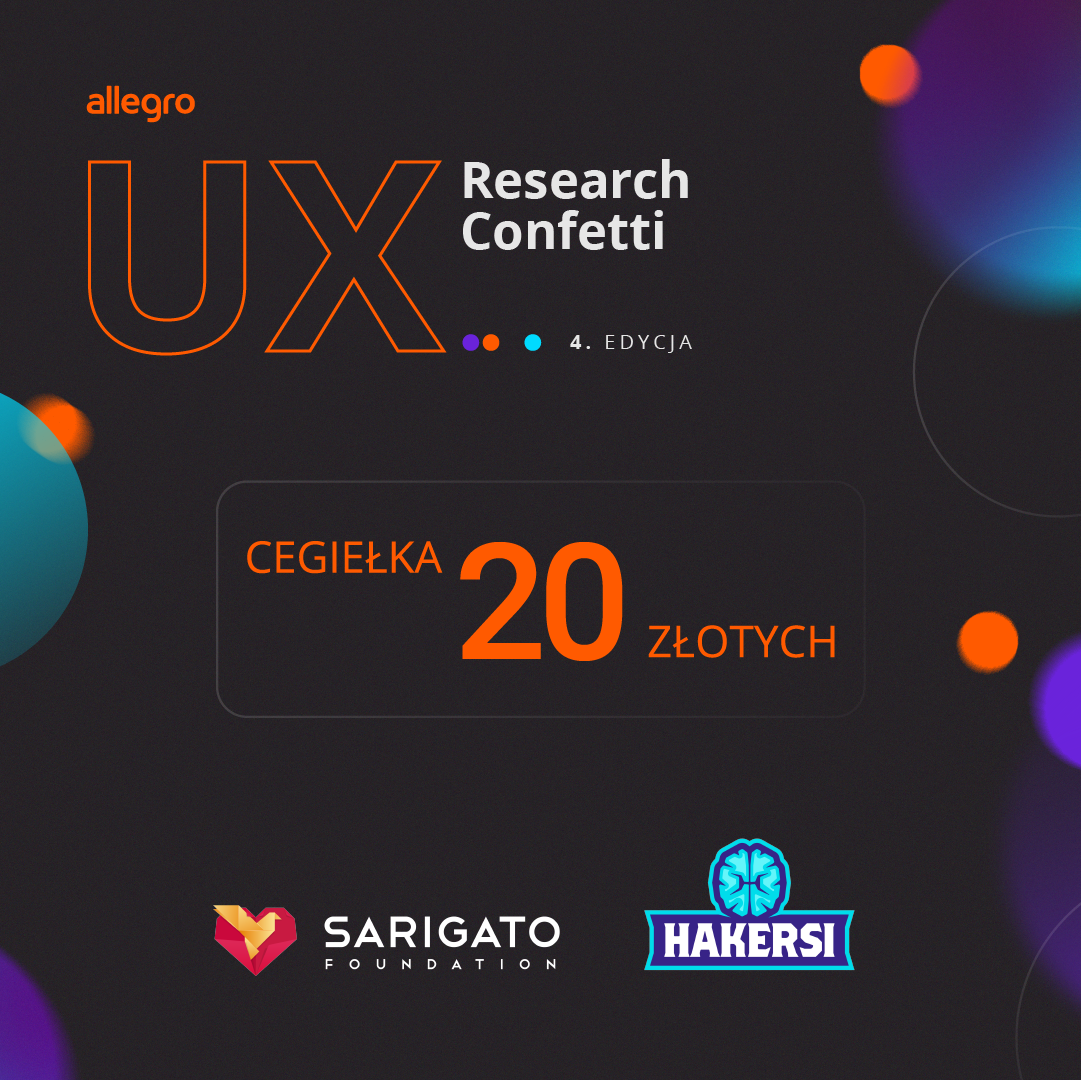 allegro
UX
Research
Confetti
4. EDYCJA
CEGIEŁKA 20 ZŁOTYCH
SARIGATO
FOUNDATION
HAKERSI